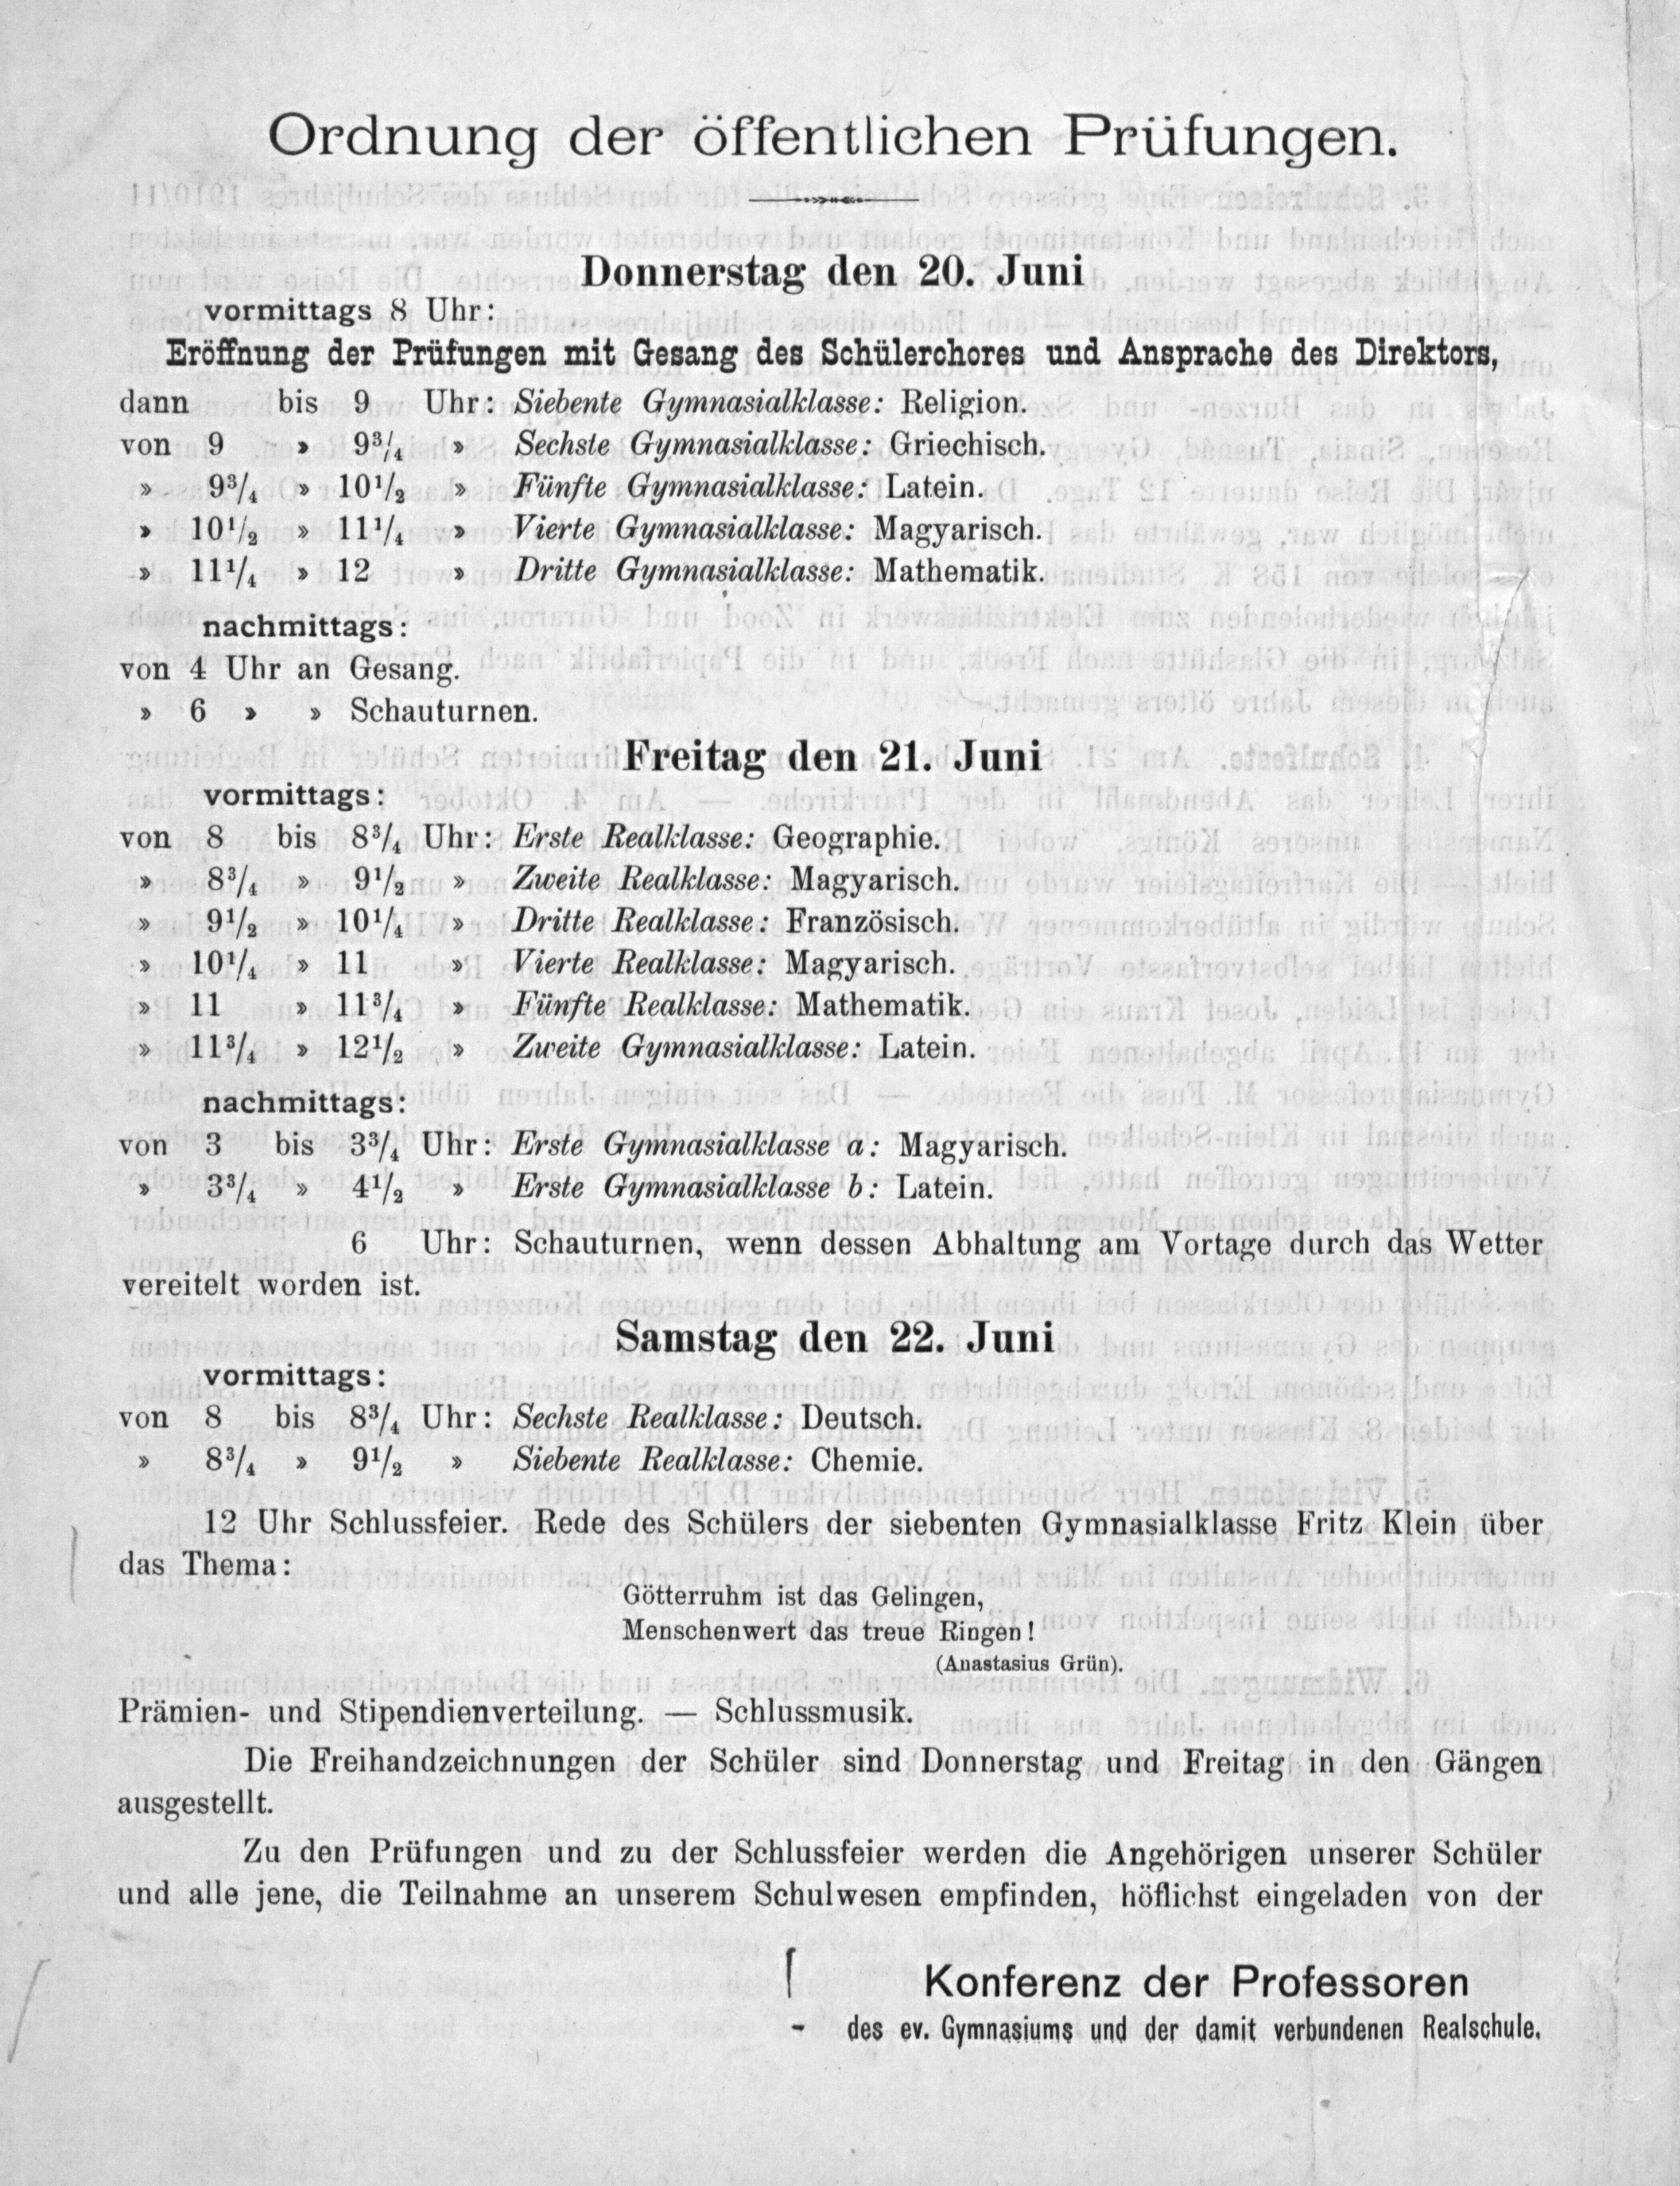 Ordnung der öffentlichen Prüfungen.
Donnerstag den 20. Juni
vormittags 8 Uhr:
Eröffnung der Prüfungen mit Gesang des Schülerchores und Ansprache des Direktors,
dann bis 9 Uhr: Siebente Gymnasialklasse: Religion.
von 9 » 9³/₄ » Sechste Gymnasialklasse: Griechisch.
» 9³/₄ » 10¹/₂ » Fünfte Gymnasialklasse: Latein.
» 10¹/₂ » 11¹/₄ » Vierte Gymnasialklasse: Magyarisch.
» 11¹/₄ » 12 » Dritte Gymnasialklasse: Mathematik.
nachmittags:
von 4 Uhr an Gesang.
» 6 » » Schauturnen.
Freitag den 21. Juni
vormittags:
von 8 bis 8³/₄ Uhr: Erste Realklasse: Geographie.
» 8³/₄ » 9¹/₂ » Zweite Realklasse: Magyarisch.
» 9¹/₂ » 10¹/₄ » Dritte Realklasse: Französisch.
» 10¹/₄ » 11 » Vierte Realklasse: Magyarisch.
» 11 » 11³/₄ » Fünfte Realklasse: Mathematik.
» 11³/₄ » 12¹/₂ » Zweite Gymnasialklasse: Latein.
nachmittags:
von 3 bis 3³/₄ Uhr: Erste Gymnasialklasse a: Magyarisch.
» 3³/₄ » 4¹/₂ » Erste Gymnasialklasse b: Latein.
6 Uhr: Schauturnen, wenn dessen Abhaltung am Vortage durch das Wetter
vereitelt worden ist.
Samstag den 22. Juni
vormittags:
von 8 bis 8³/₄ Uhr: Sechste Realklasse: Deutsch.
» 8³/₄ » 9¹/₂ » Siebente Realklasse: Chemie.
12 Uhr Schlussfeier. Rede des Schülers der siebenten Gymnasialklasse Fritz Klein über
das Thema:
Götterruhm ist das Gelingen,
Menschenwert das treue Ringen!
(Anastasius Grün).
Prämien- und Stipendienverteilung. — Schlussmusik.
Die Freihandzeichnungen der Schüler sind Donnerstag und Freitag in den Gängen
ausgestellt.
Zu den Prüfungen und zu der Schlussfeier werden die Angehörigen unserer Schüler
und alle jene, die Teilnahme an unserem Schulwesen empfinden, höflichst eingeladen von der
Konferenz der Professoren
des ev. Gymnasiums und der damit verbundenen Realschule.